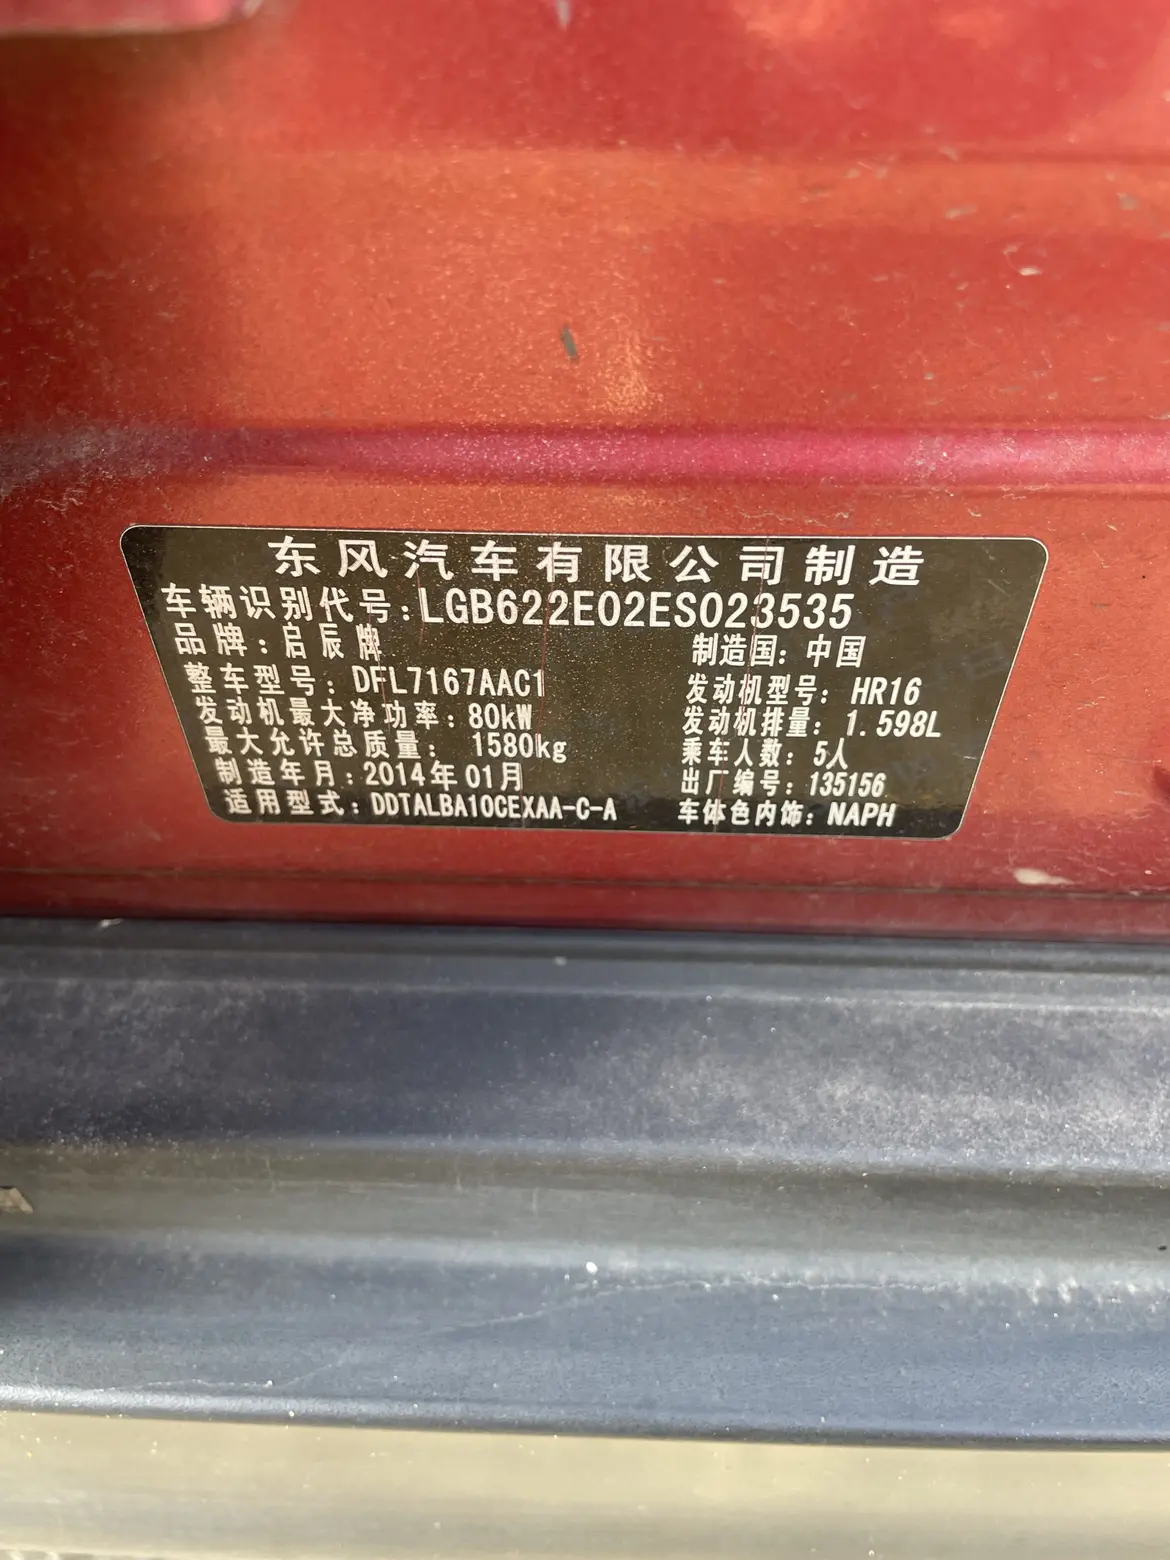 东风汽车有限公司制造
车辆识别代号:LGB622E02ES023535
品牌:启辰牌 制造国:中国
整车型号:DFL7167AAC1 发动机型号:HR16
发动机最大净功率:80kW 发动机排量:1.598L
最大允许总质量: 1580kg 乘车人数:5人
制造年月:2014年01月 出厂编号:135156
适用型式:DDTALBA10CEXAA-C-A 车体色内饰:NAPH